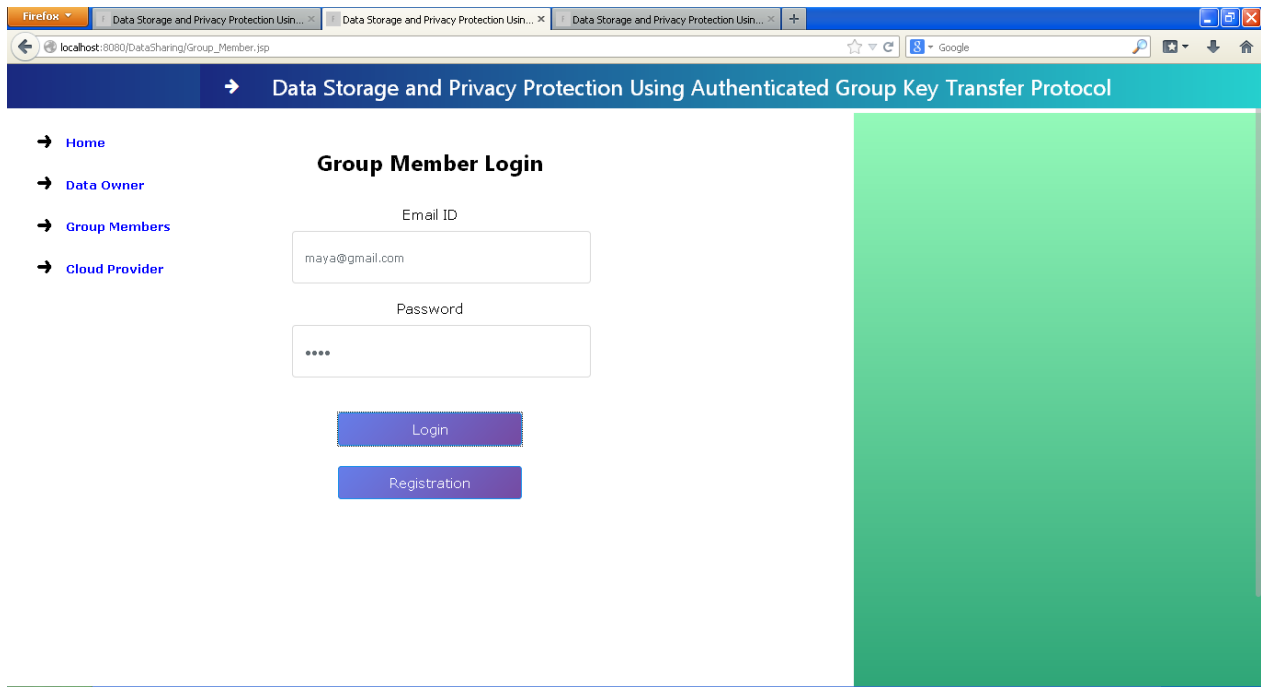 Firefox
Data Storage and Privacy Protection Usin...
Data Storage and Privacy Protection Usin...
Data Storage and Privacy Protection Usin...
localhost:8080/DataSharing/Group_Member.jsp
8
Google
Data Storage and Privacy Protection Using Authenticated Group Key Transfer Protocol
Home
Data Owner
Group Members
Cloud Provider
Group Member Login
Email ID
maya@gmail.com
Password
••••
Login
Registration